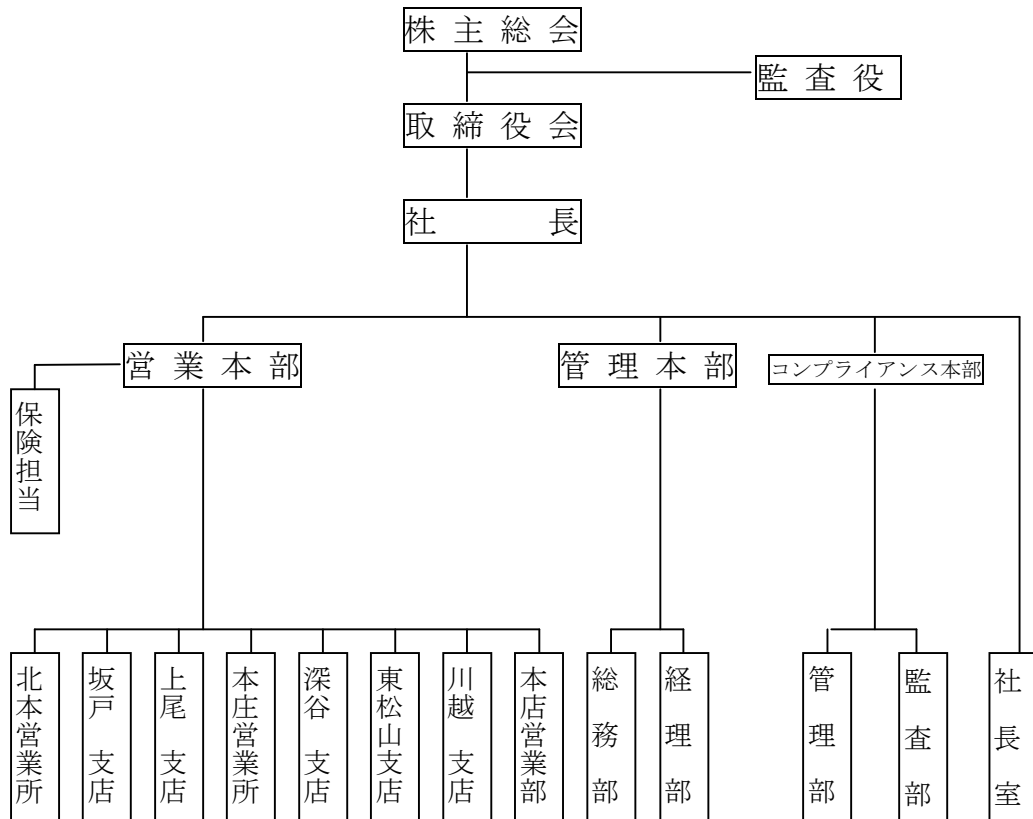 株主総会
監査役
取締役会
社長
営業本部
管理本部
コンプライアンス本部
保険担当
北本営業所
坂戸 支店
上尾 支店
本庄営業所
深谷 支店
東松山支店
川越 支店
本店営業部
総務部
経理部
管理部
監査部
社長室